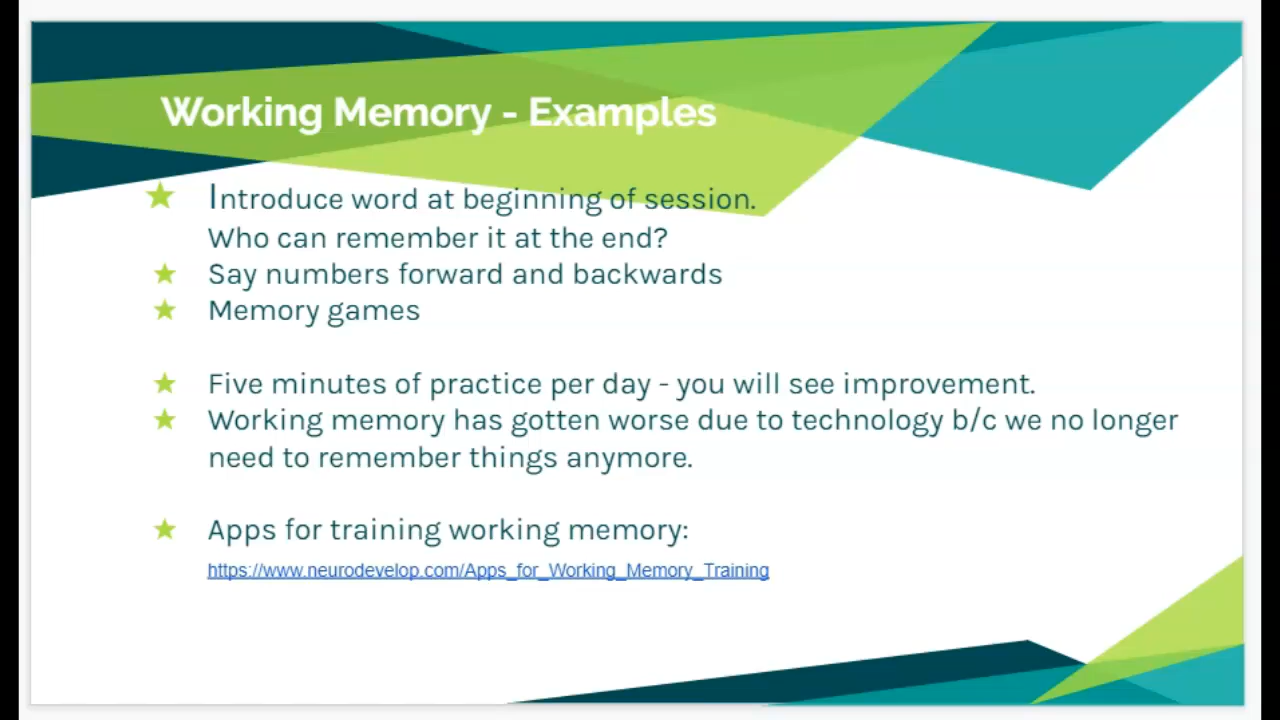 Working Memory - Examples
Introduce word at beginning of session.
Who can remember it at the end?
Say numbers forward and backwards
Memory games
Five minutes of practice per day - you will see improvement.
Working memory has gotten worse due to technology b/c we no longer
need to remember things anymore.
Apps for training working memory:
https://www.neurodevelop.com/Apps_for_Working_Memory_Training